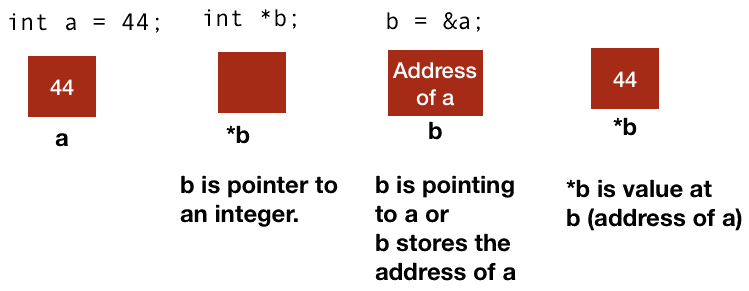 int a = 44;
int *b;
b = &a;
44
Address
of a
44
a
*b
b
*b
b is pointer to
an integer.
b is pointing
to a or
b stores the
address of a
*b is value at
b (address of a)